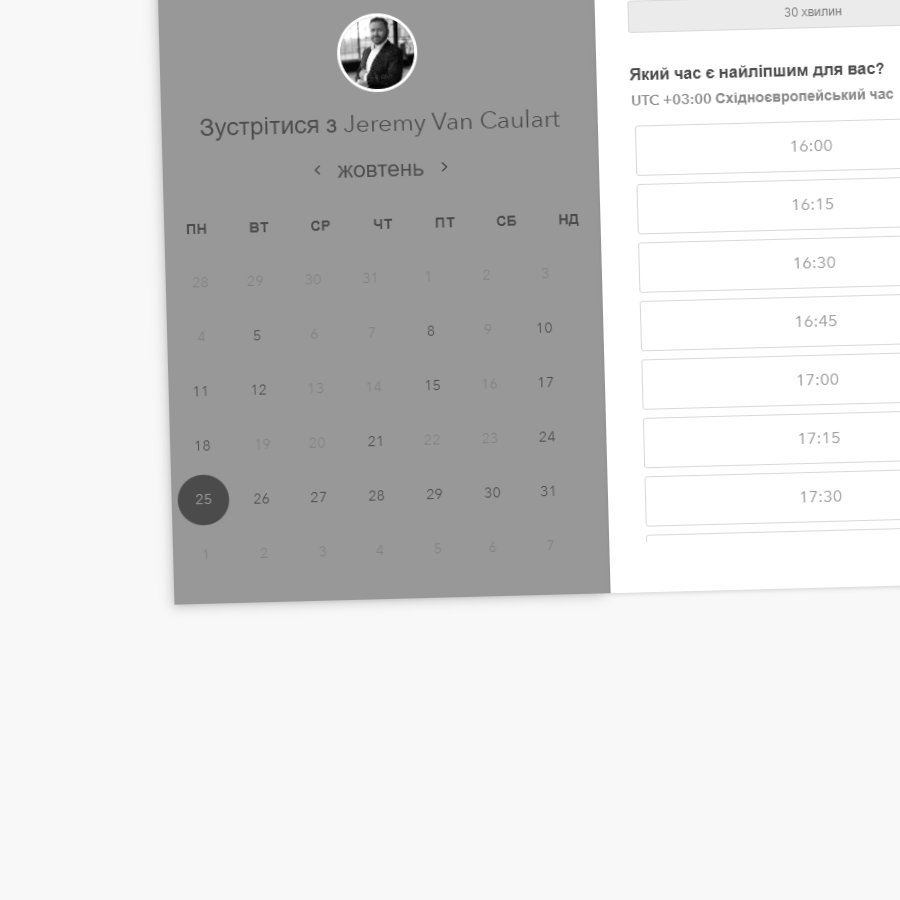 Зустрітися з Jeremy Van Caulart
жовтень
ПН ВТ СР ЧТ ПТ СБ НД
28 29 30 31 1 2 3
4 5 6 7 8 9 10
11 12 13 14 15 16 17
18 19 20 21 22 23 24
25 26 27 28 29 30 31
1 2 3 4 5 6 7
30 хвилин
Який час є найліпшим для вас?
UTC +03:00 Східноєвропейський час
16:00
16:15
16:30
16:45
17:00
17:15
17:30